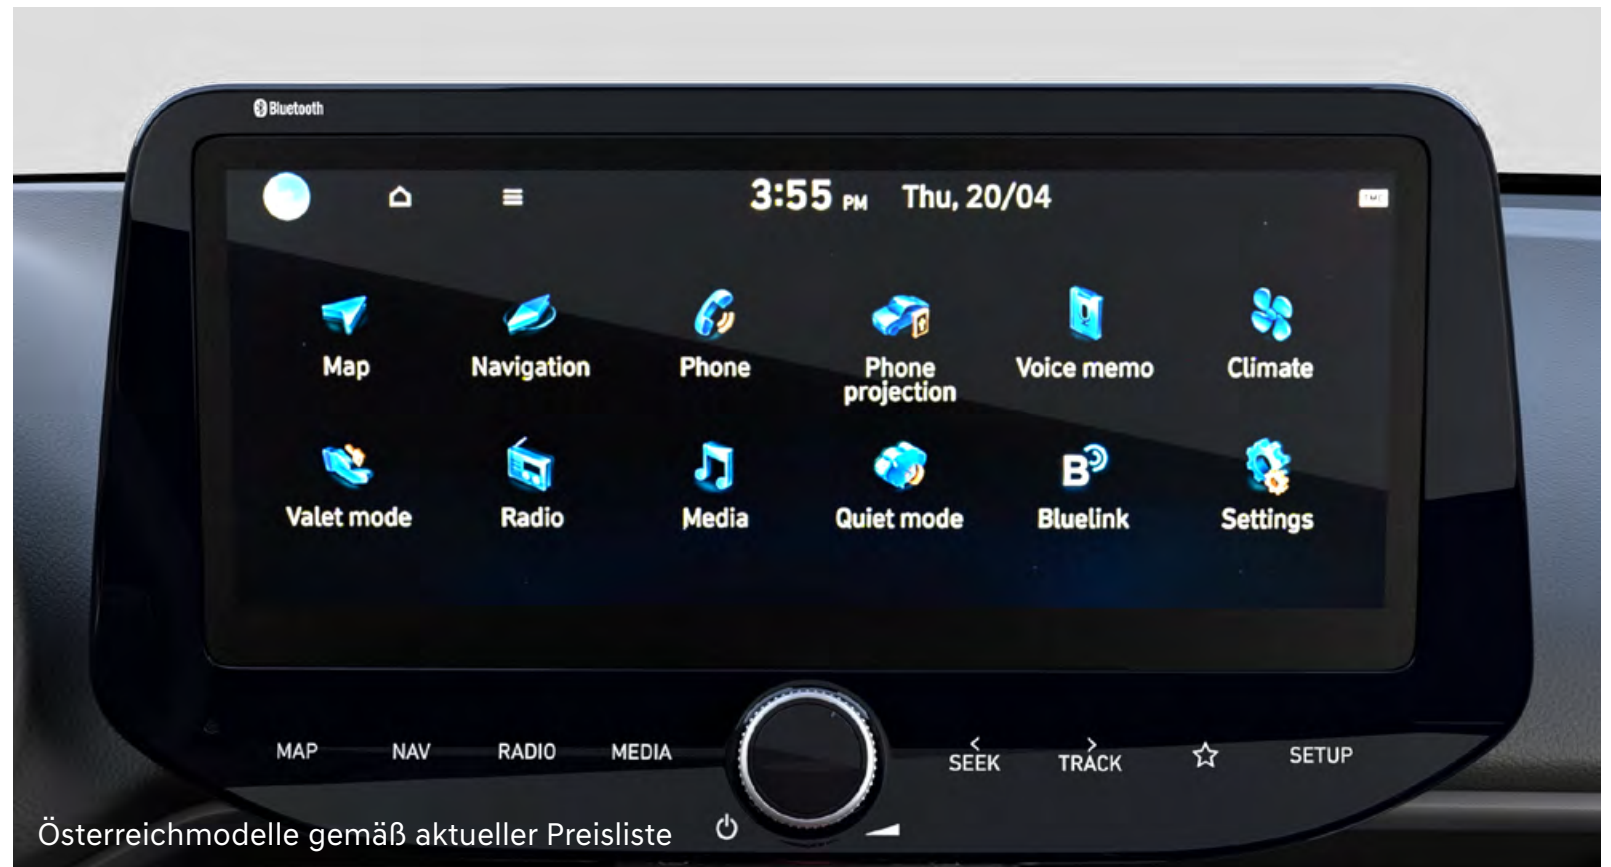 Bluetooth
3:55 PM Thu, 20/04
TMC
Map
Navigation
Phone
Phone
projection
Voice memo
Climate
Valet mode
Radio
Media
Quiet mode
B
Bluelink
Settings
MAP
NAV
RADIO
MEDIA
<
SEEK
>
TRACK
SETUP
Österreichmodelle gemäß aktueller Preisliste